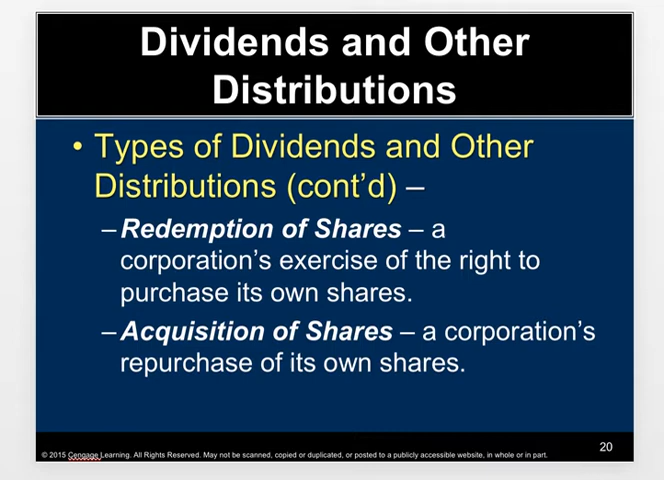 Dividends and Other
Distributions
• Types of Dividends and Other
Distributions (cont’d) –
–Redemption of Shares – a
corporation’s exercise of the right to
purchase its own shares.
–Acquisition of Shares – a corporation’s
repurchase of its own shares.
20
© 2015 Cengage Learning. All Rights Reserved. May not be scanned, copied or duplicated, or posted to a publicly accessible website, in whole or in part.